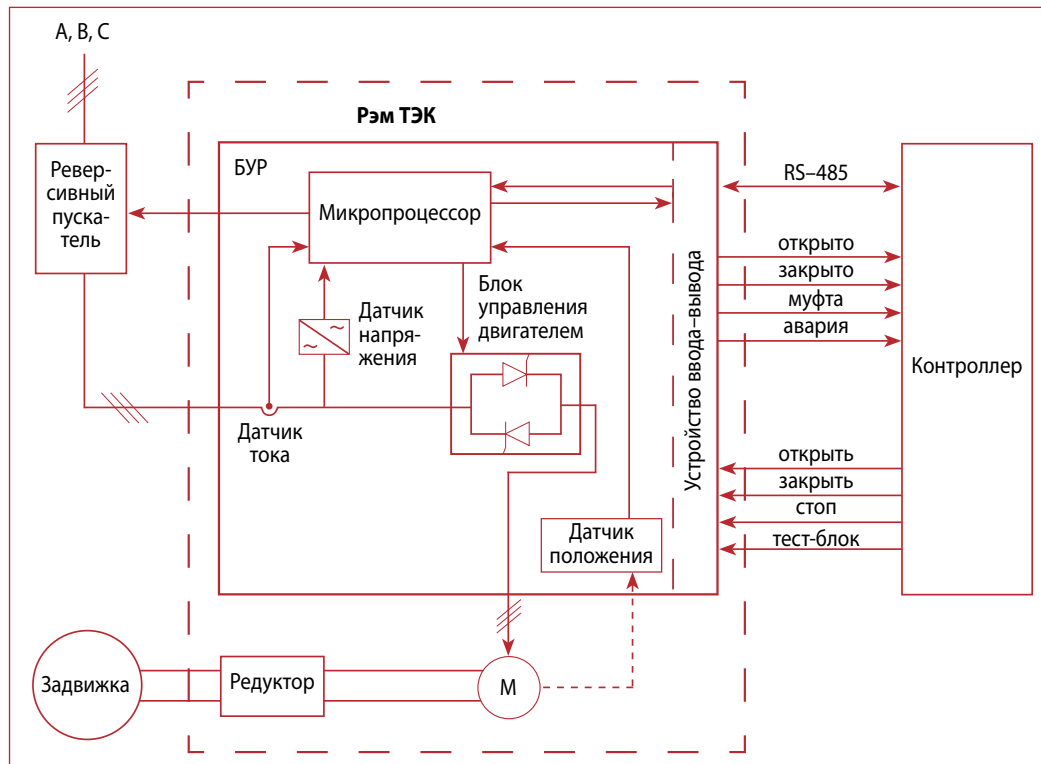 A, B, C
Рэм ТЭК
Ревер-
сивный
пуска-
тель
БУР
Микропроцессор
Датчик
напря-
жения
~
~
Блок
управления
двигателем
Датчик
тока
Датчик
положения
Устройство ввода–вывода
RS–485
открыто
закрыто
муфта
авария
Контроллер
открыть
закрыть
стоп
тест-блок
Задвижка
Редуктор
М